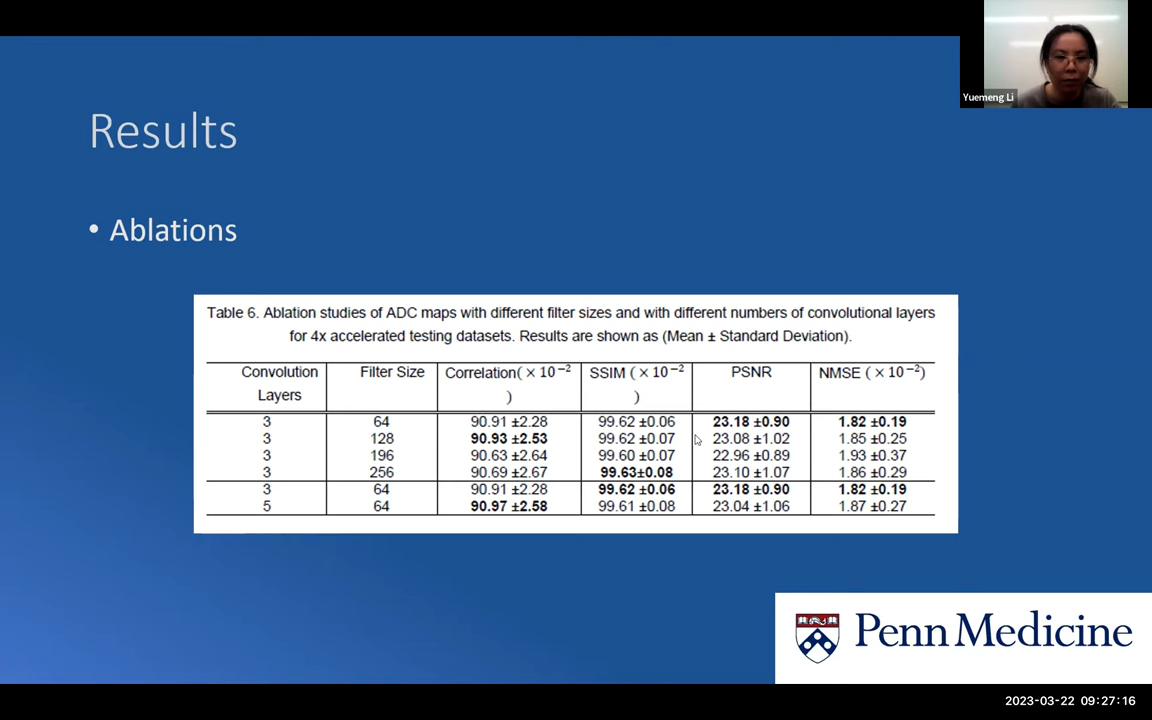 Yuemeng Li
Results
• Ablations
Table 6. Ablation studies of ADC maps with different filter sizes and with different numbers of convolutional layers
for 4x accelerated testing datasets. Results are shown as (Mean ± Standard Deviation).
Convolution Layers Filter Size Correlation( × 10⁻² ) SSIM ( × 10⁻² ) PSNR NMSE ( × 10⁻²)
3 64 90.91 ±2.28 99.62 ±0.06 23.18 ±0.90 1.82 ±0.19
3 128 90.93 ±2.53 99.62 ±0.07 23.08 ±1.02 1.85 ±0.25
3 196 90.63 ±2.64 99.60 ±0.07 22.96 ±0.89 1.93 ±0.37
3 256 90.69 ±2.67 99.63±0.08 23.10 ±1.07 1.86 ±0.29
3 64 90.91 ±2.28 99.62 ±0.06 23.18 ±0.90 1.82 ±0.19
5 64 90.97 ±2.58 99.61 ±0.08 23.04 ±1.06 1.87 ±0.27
Penn Medicine
2023-03-22 09:27:16